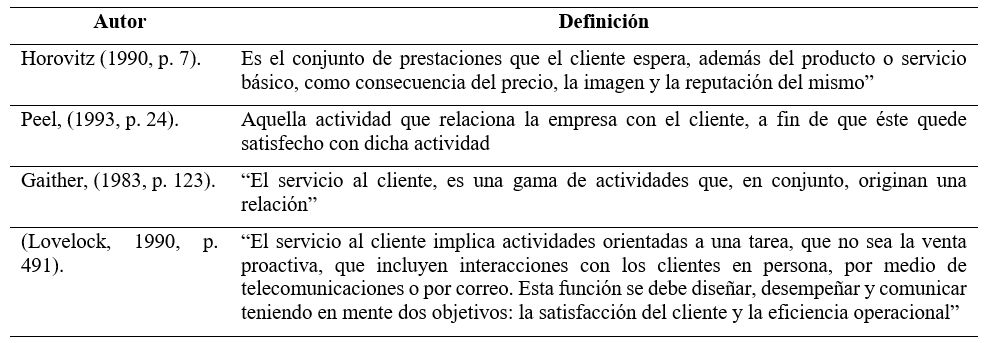 Autor Definición
Horovitz (1990, p. 7). Es el conjunto de prestaciones que el cliente espera, además del producto o servicio
básico, como consecuencia del precio, la imagen y la reputación del mismo”
Peel, (1993, p. 24). Aquella actividad que relaciona la empresa con el cliente, a fin de que éste quede
satisfecho con dicha actividad
Gaither, (1983, p. 123). “El servicio al cliente, es una gama de actividades que, en conjunto, originan una
relación”
(Lovelock, 1990, p. “El servicio al cliente implica actividades orientadas a una tarea, que no sea la venta
491). proactiva, que incluyen interacciones con los clientes en persona, por medio de
telecomunicaciones o por correo. Esta función se debe diseñar, desempeñar y comunicar
teniendo en mente dos objetivos: la satisfacción del cliente y la eficiencia operacional”